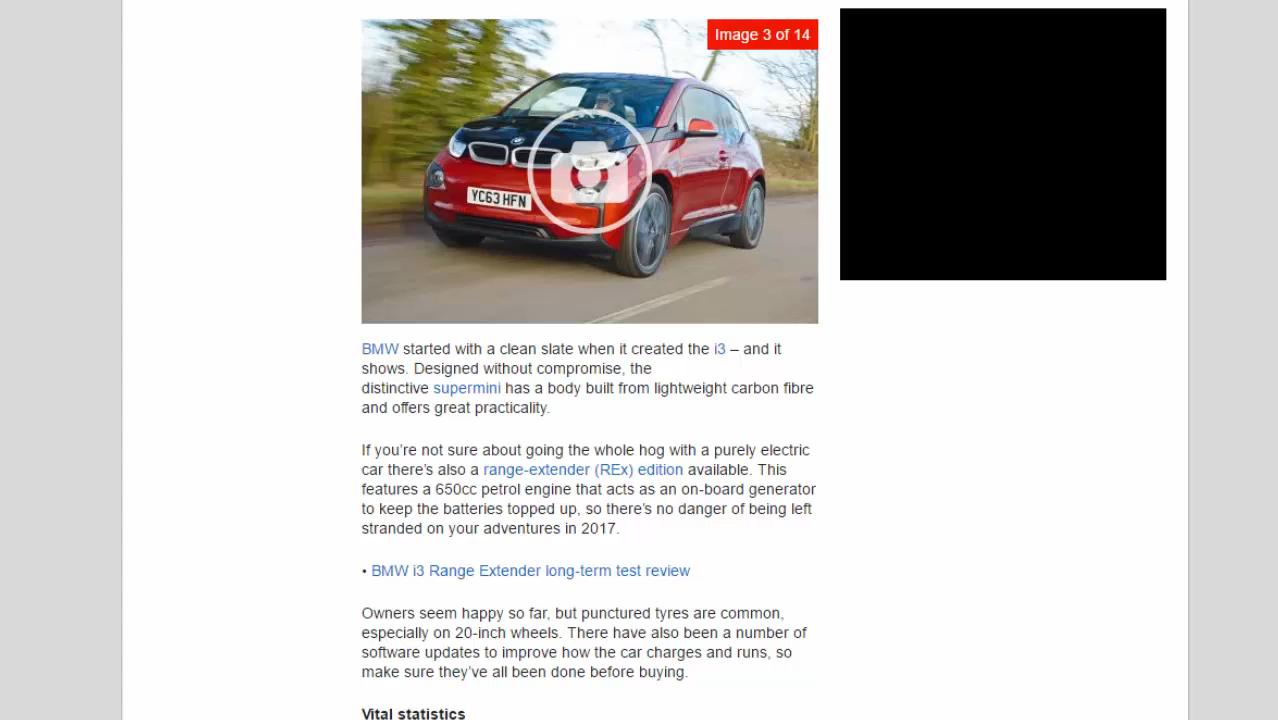 Image 3 of 14
YC63 HFN
BMW started with a clean slate when it created the i3 – and it
shows. Designed without compromise, the
distinctive supermini has a body built from lightweight carbon fibre
and offers great practicality.
If you’re not sure about going the whole hog with a purely electric
car there’s also a range-extender (REx) edition available. This
features a 650cc petrol engine that acts as an on-board generator
to keep the batteries topped up, so there’s no danger of being left
stranded on your adventures in 2017.
• BMW i3 Range Extender long-term test review
Owners seem happy so far, but punctured tyres are common,
especially on 20-inch wheels. There have also been a number of
software updates to improve how the car charges and runs, so
make sure they’ve all been done before buying.
Vital statistics